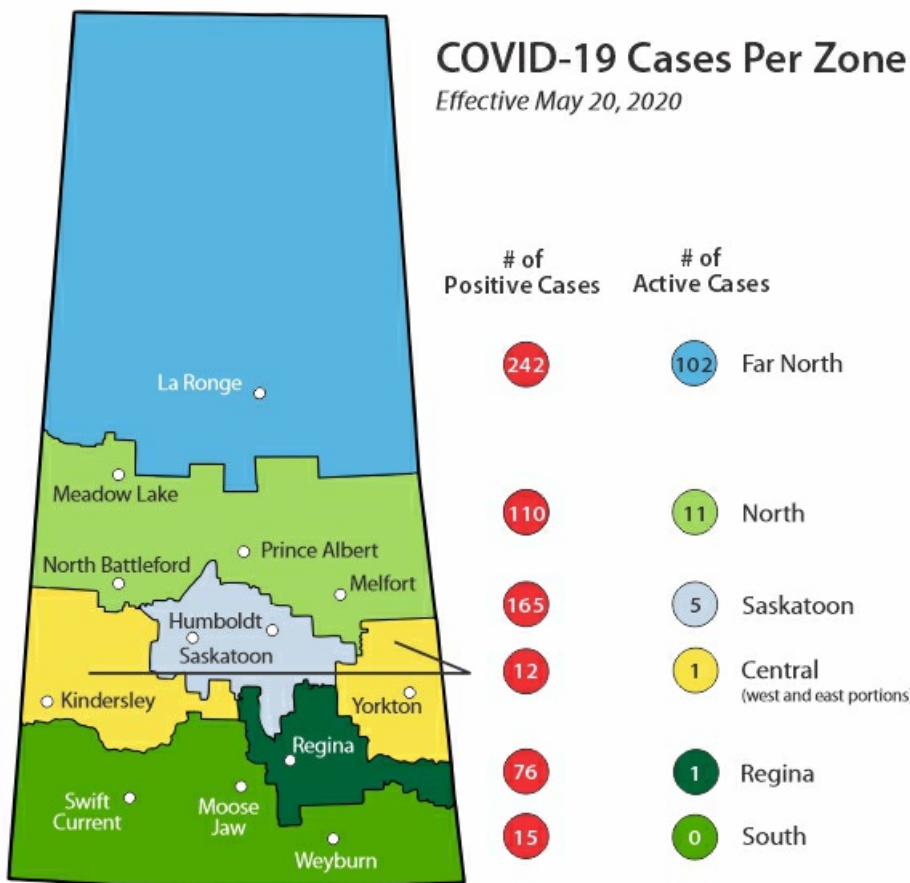 COVID-19 Cases Per Zone
Effective May 20, 2020
# of
Positive Cases
# of
Active Cases
242
102
Far North
110
11
North
165
5
Saskatoon
12
1
Central
(west and east portions)
76
1
Regina
15
0
South
La Ronge
Meadow Lake
Prince Albert
North Battleford
Melfort
Humboldt
Saskatoon
Kindersley
Yorkton
Regina
Swift
Current
Moose
Jaw
Weyburn